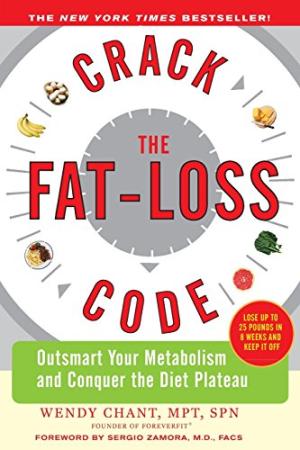 THE NEW YORK TIMES BESTSELLER!
CRACK
THE
FAT-LOSS
CODE
LOSE UP TO
25 POUNDS IN
8 WEEKS AND
KEEP IT OFF
Outsmart Your Metabolism
and Conquer the Diet Plateau
WENDY CHANT, MPT, SPN
FOUNDER OF FOREVERFIT®
FOREWORD BY SERGIO ZAMORA, M.D., FACS